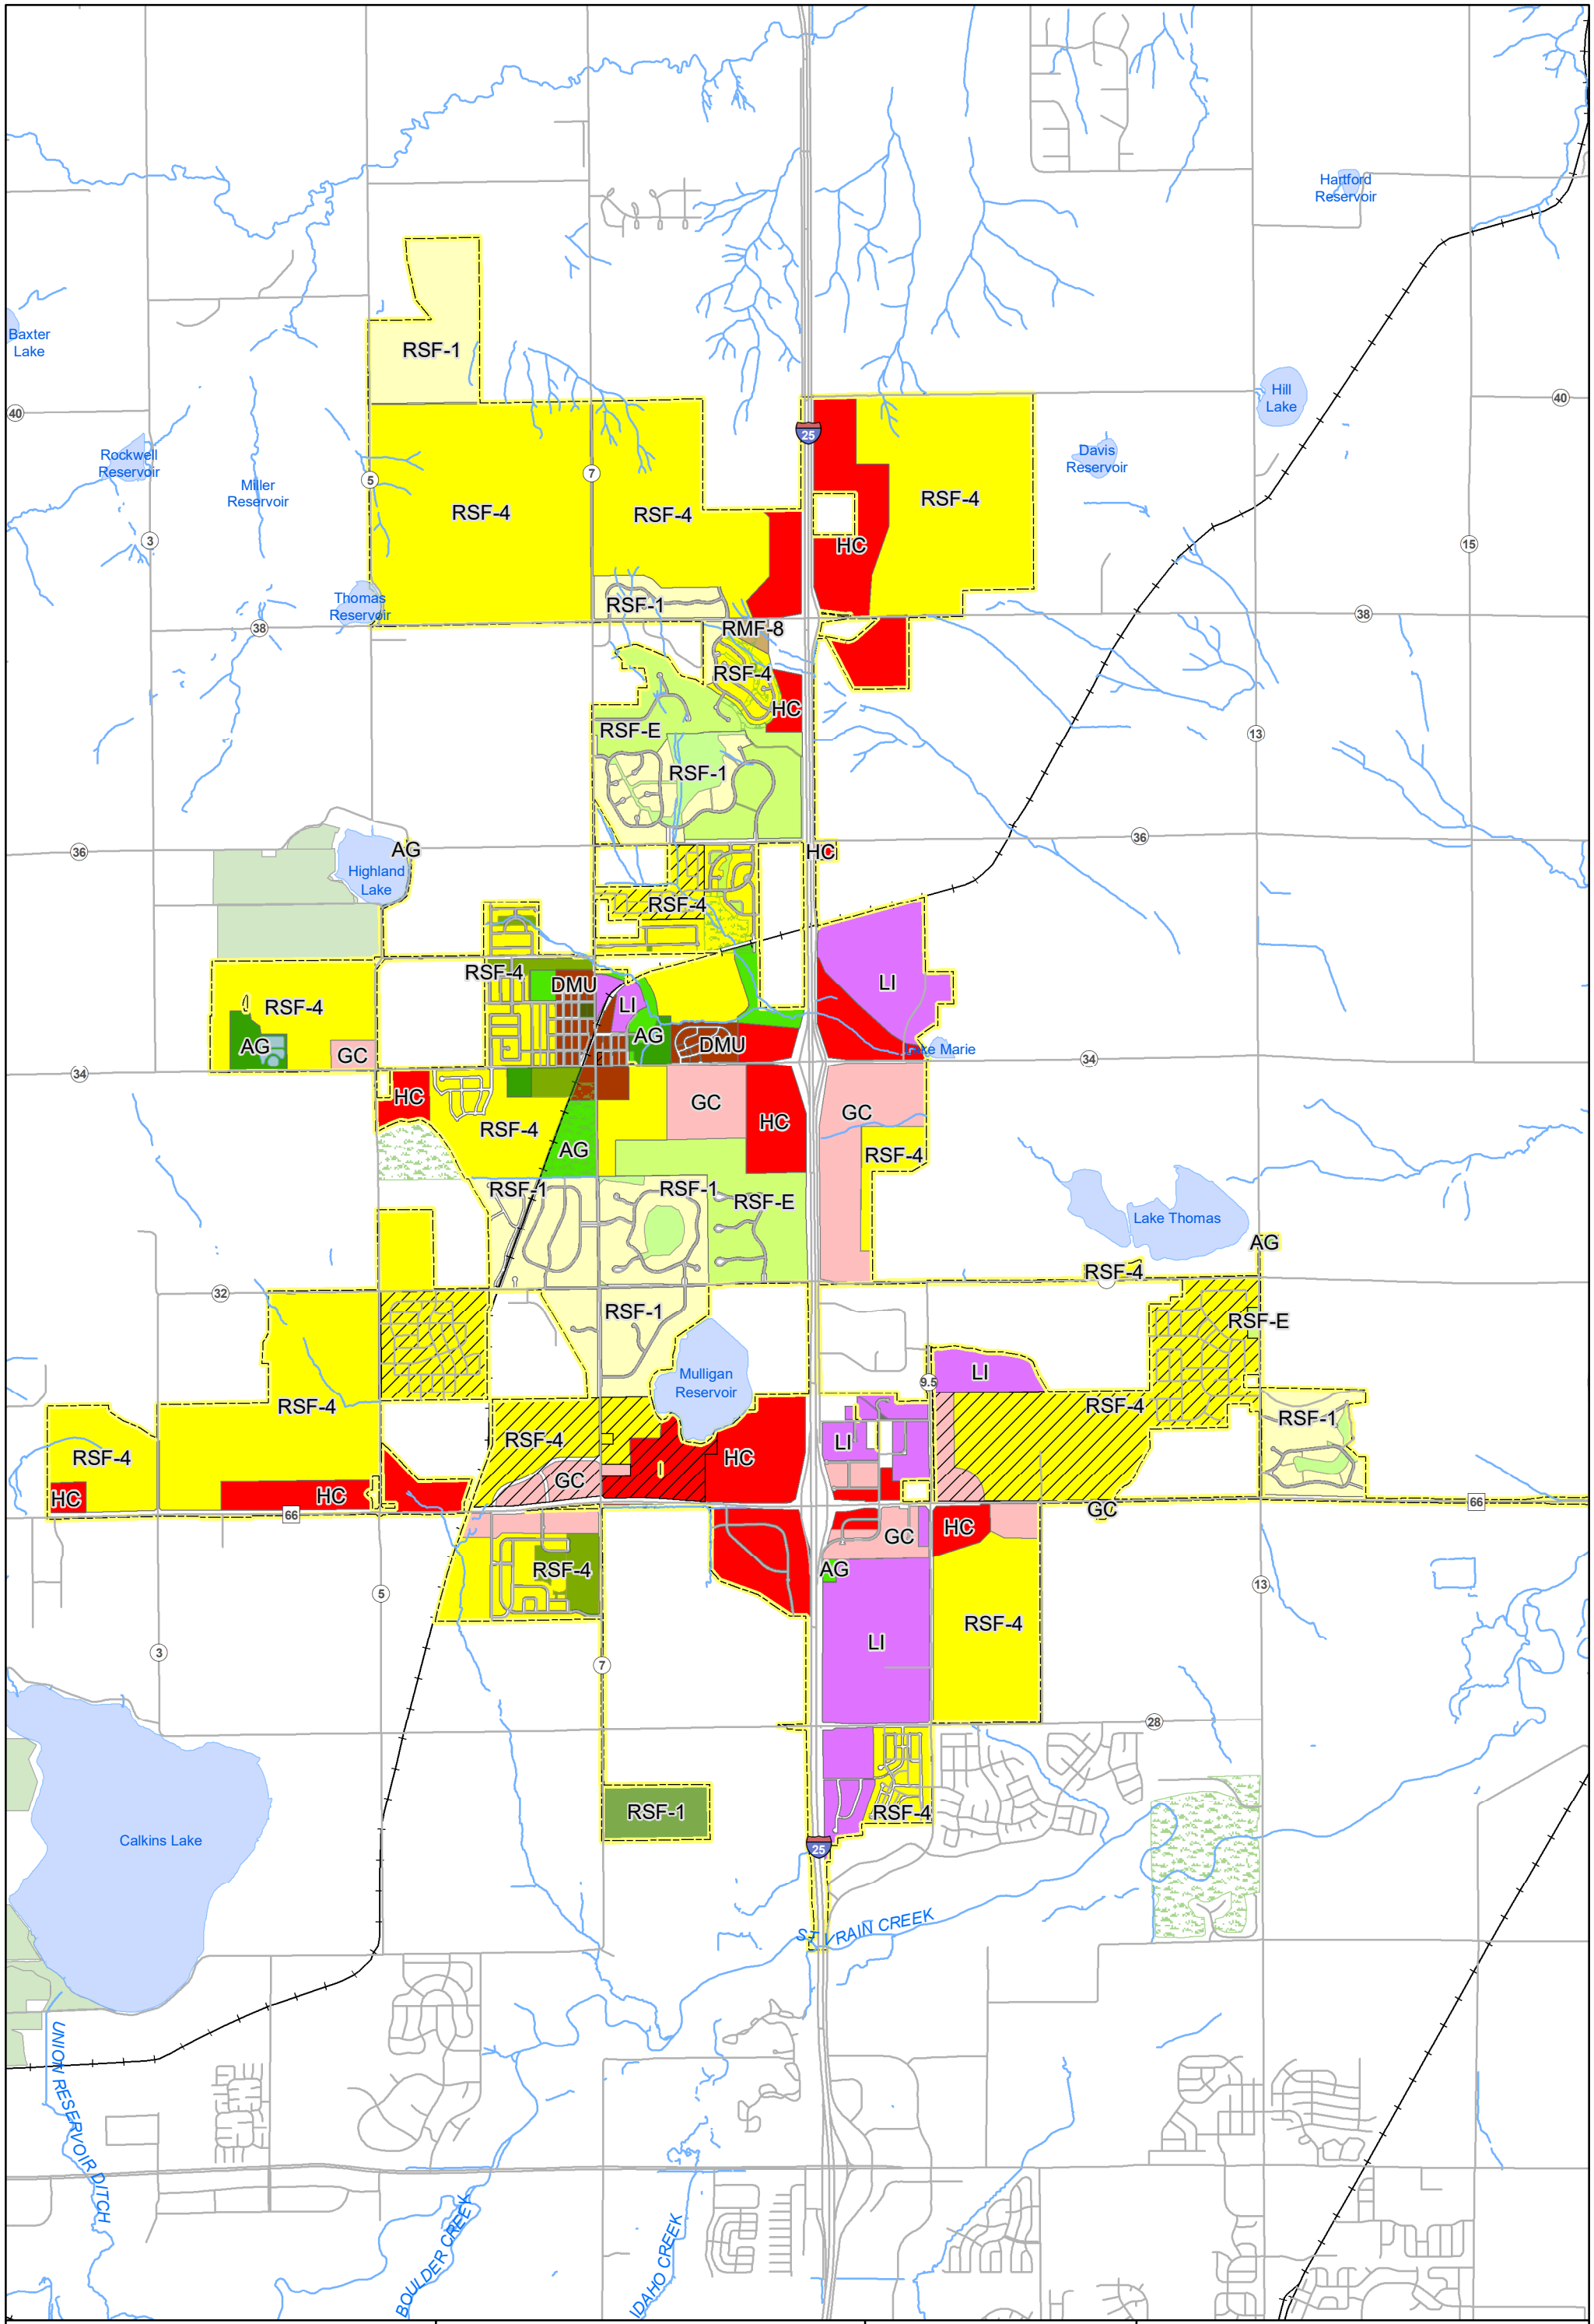 Hartford
Reservoir
Baxter
Lake
RSF-1
Hill
Lake
40
40
25
Rockwell
Reservoir
Davis
Reservoir
7
5
Miller
Reservoir
RSF-4
RSF-4
RSF-4
3
HC
15
Thomas
Reservoir
RSF-1
38
38
RMF-8
RSF-4
HC
RSF-E
13
RSF-1
36
36
AG
HC
Highland
Lake
RSF-4
RSF-4
DMU
LI
LI
RSF-4
AG
DMU
AG
GC
Lake Marie
34
34
HC
GC
HC
GC
RSF-4
AG
RSF-4
RSF-1
RSF-1
RSF-E
Lake Thomas
AG
RSF-4
32
RSF-1
RSF-E
Mulligan
Reservoir
LI
9.5
RSF-4
RSF-4
RSF-1
RSF-4
LI
RSF-4
HC
I
GC
HC
HC
66
66
GC
HC
GC
RSF-4
AG
5
13
RSF-4
LI
3
7
28
RSF-1
RSF-4
Calkins Lake
25
ST VRAIN CREEK
UNION RESERVOIR DITCH
BOULDER CREEK
IDAHO CREEK